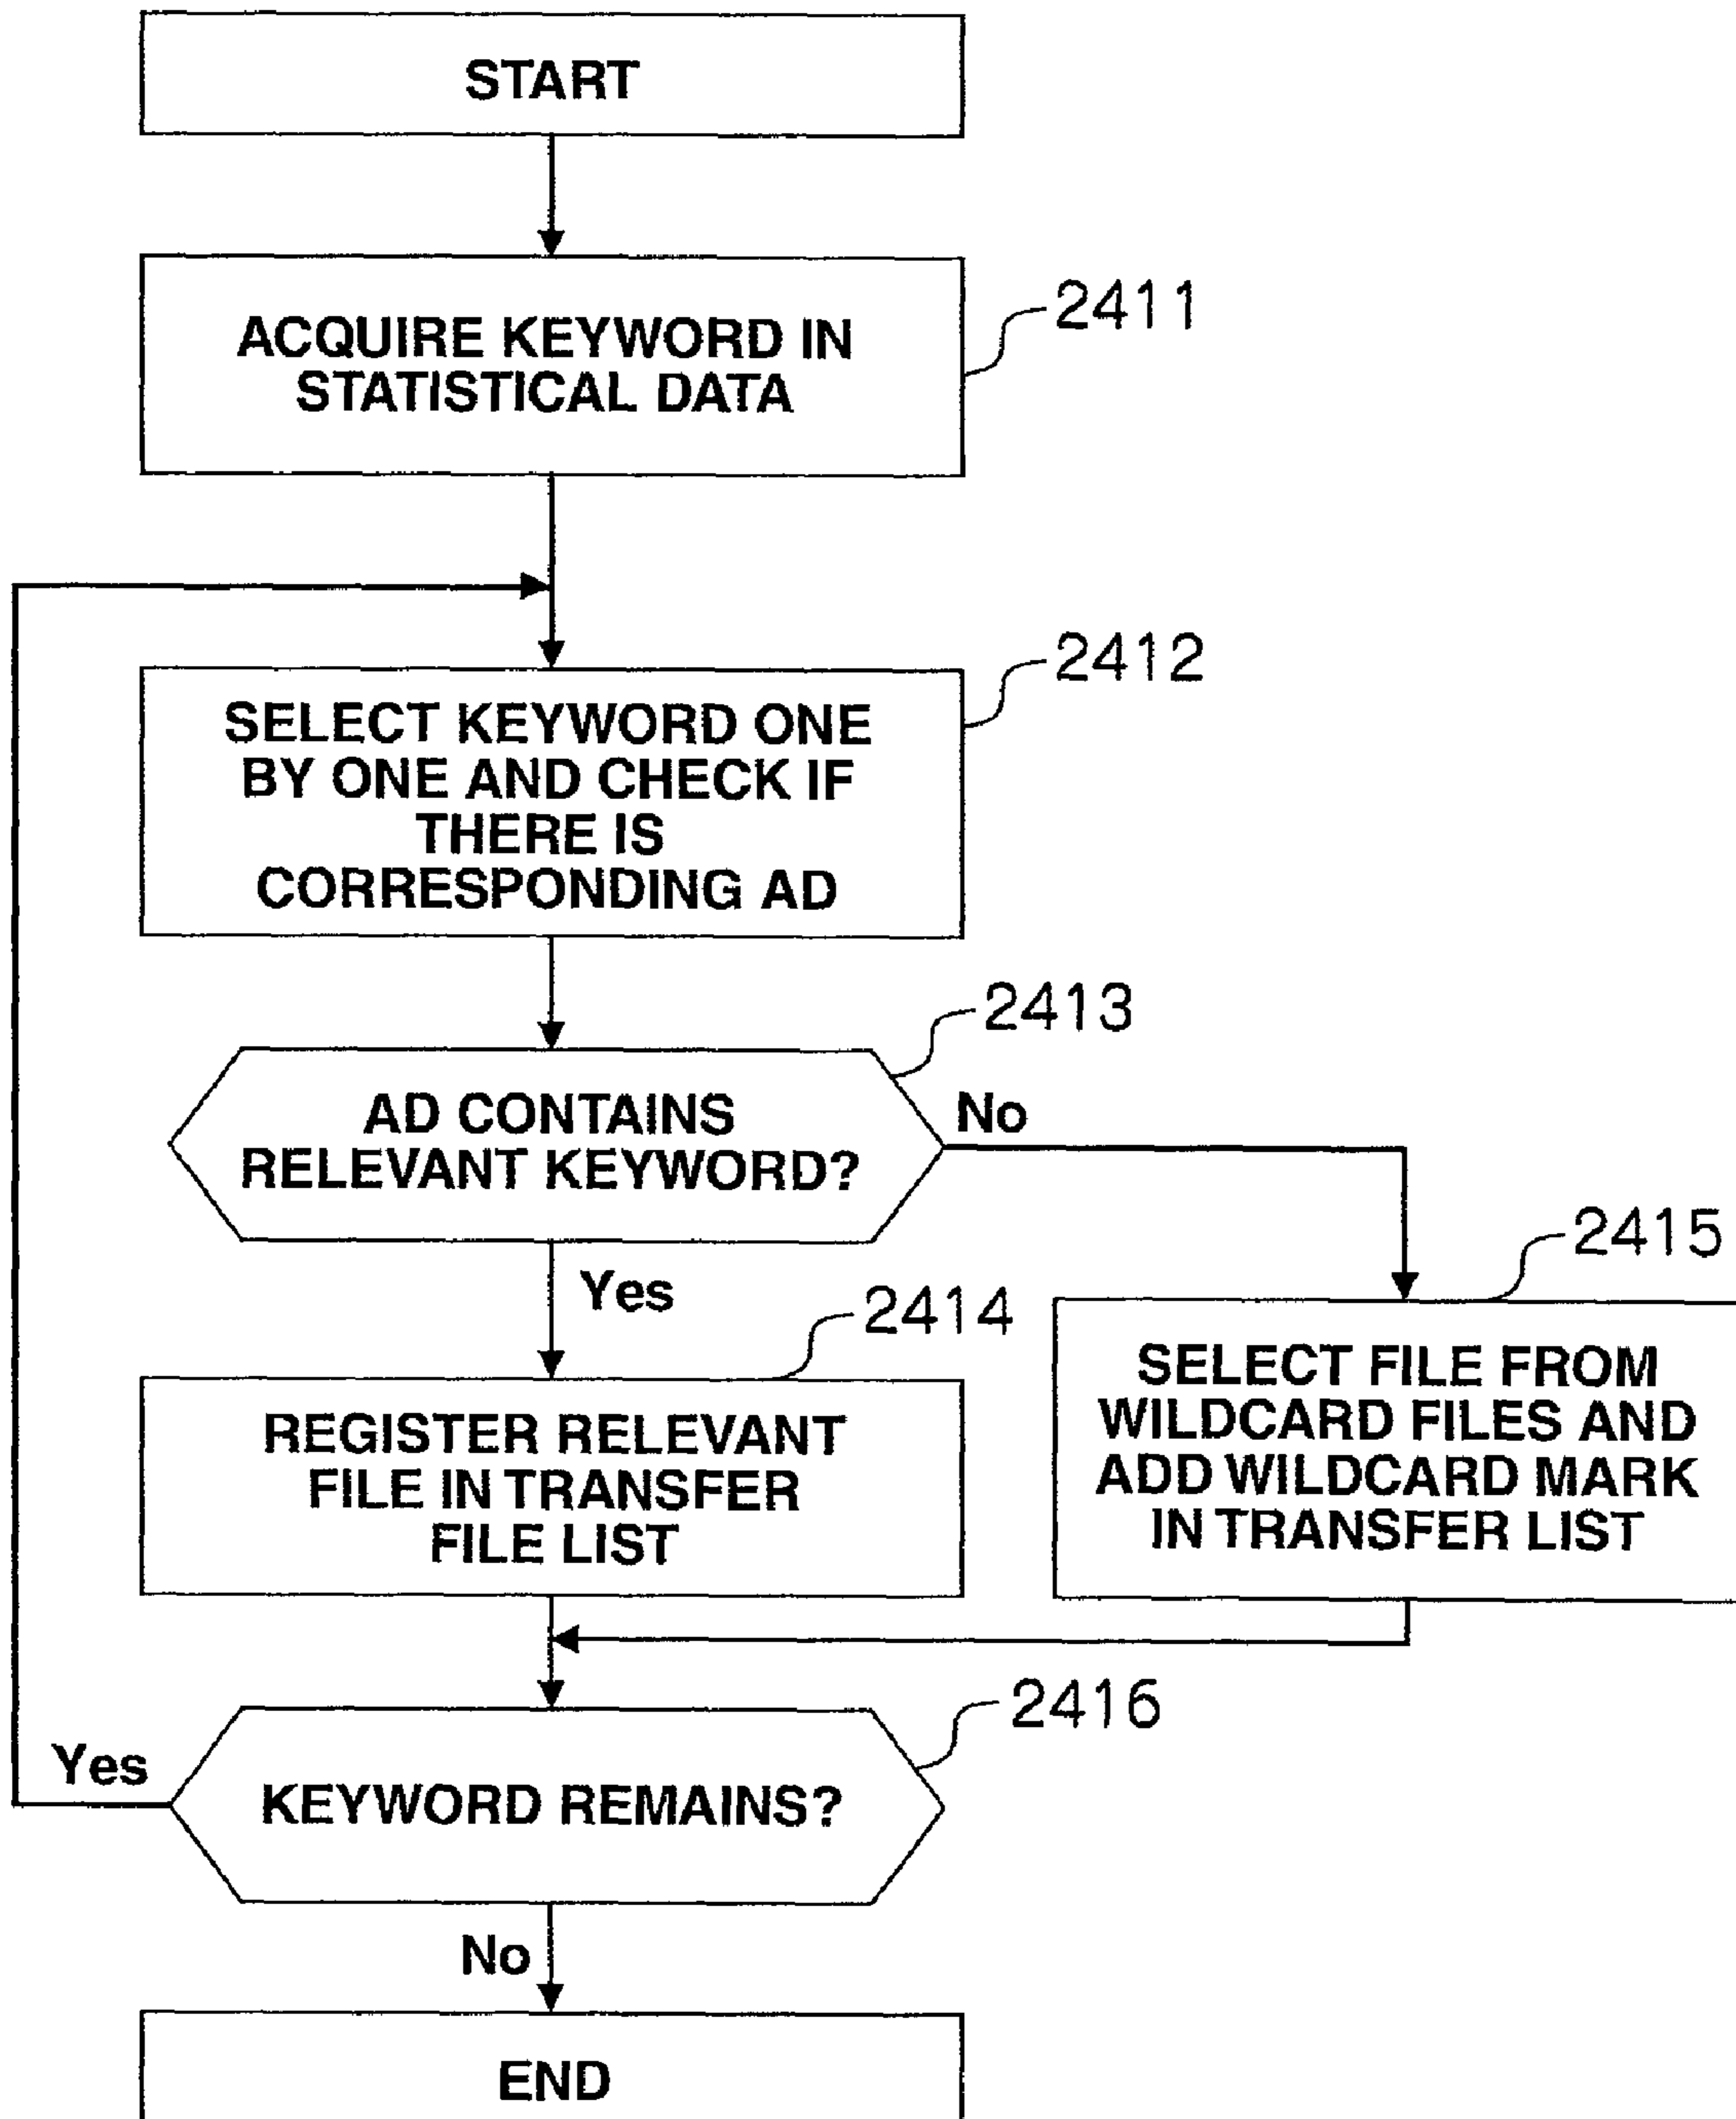 START
ACQUIRE KEYWORD IN
STATISTICAL DATA
2411
SELECT KEYWORD ONE
BY ONE AND CHECK IF
THERE IS
CORRESPONDING AD
2412
AD CONTAINS
RELEVANT KEYWORD?
2413
No
Yes
REGISTER RELEVANT
FILE IN TRANSFER
FILE LIST
2414
SELECT FILE FROM
WILDCARD FILES AND
ADD WILDCARD MARK
IN TRANSFER LIST
2415
KEYWORD REMAINS?
2416
Yes
No
END